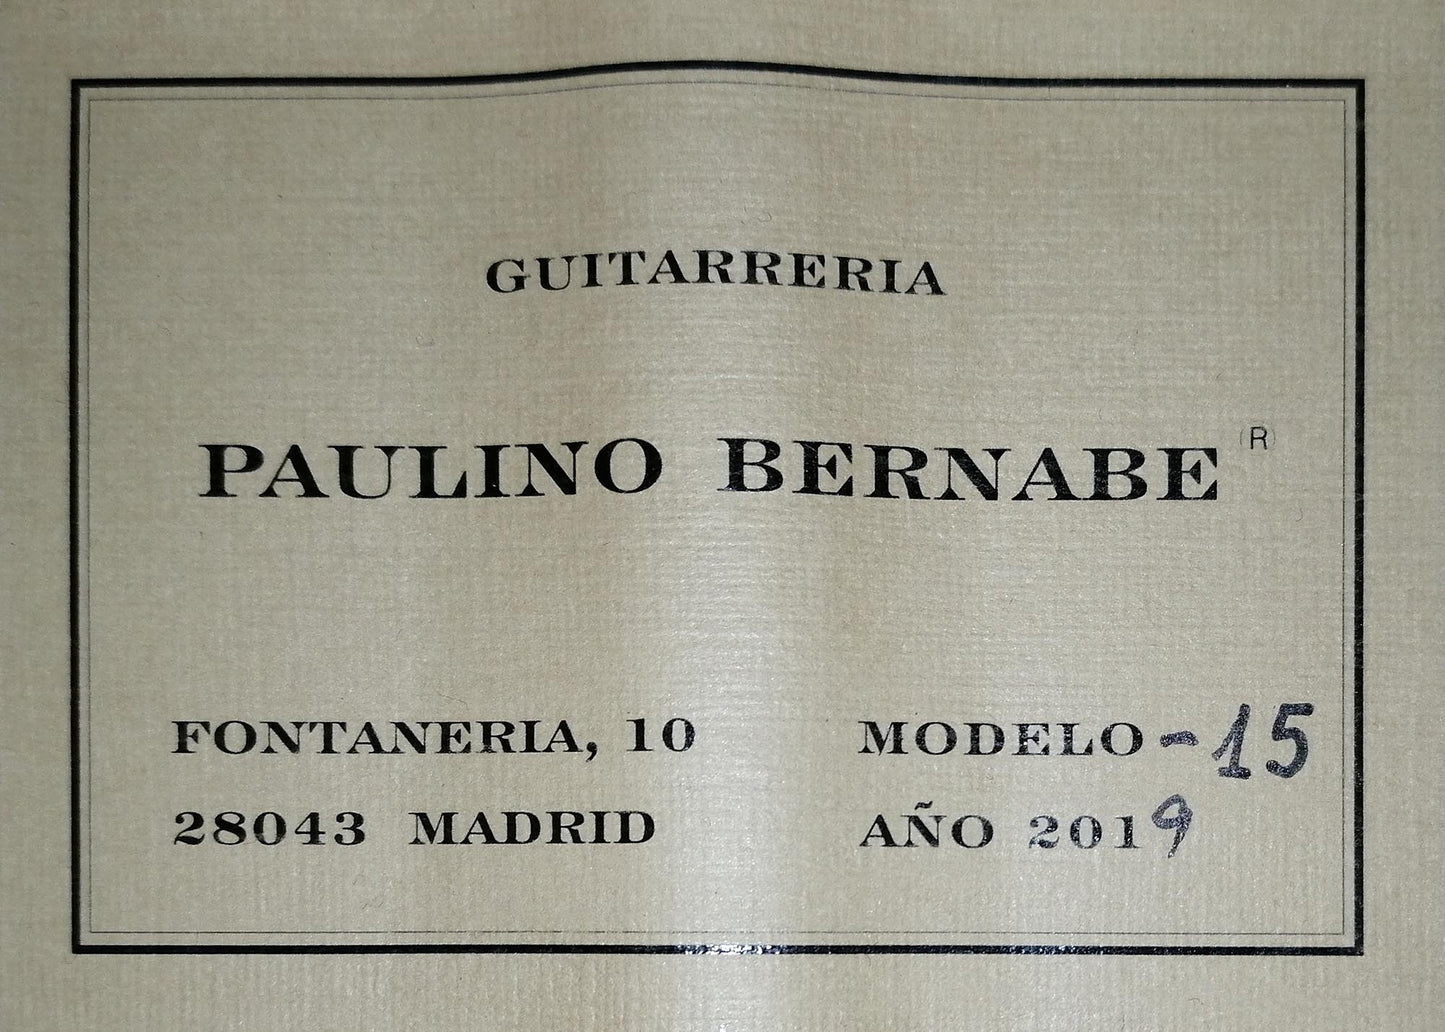 GUITARRERIA
PAULINO BERNABE (R)
FONTANERIA, 10
28043 MADRID
MODELO - 15
AÑO 2019